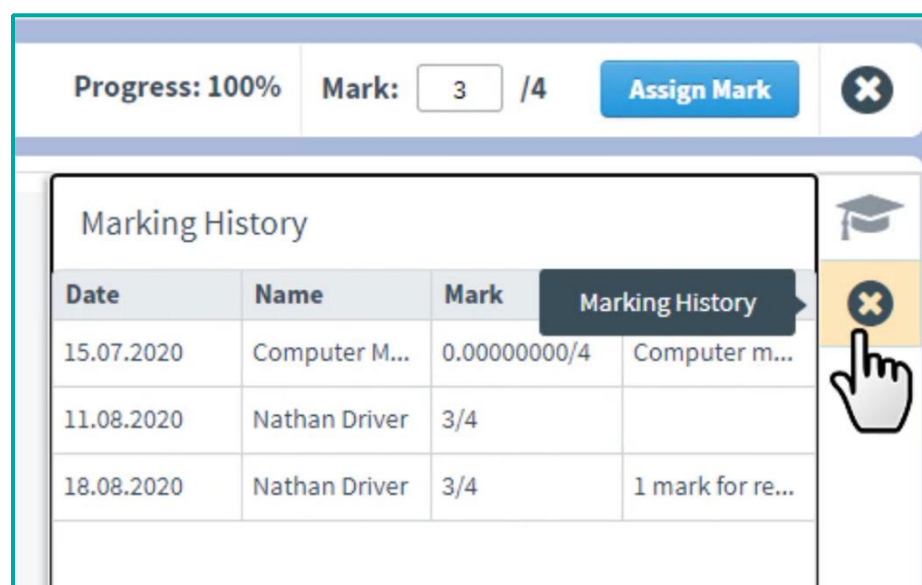 Progress: 100% Mark: 3 /4 Assign Mark
Marking History
Date Name Mark Marking History
15.07.2020 Computer M... 0.00000000/4 Computer m...
11.08.2020 Nathan Driver 3/4
18.08.2020 Nathan Driver 3/4 1 mark for re...